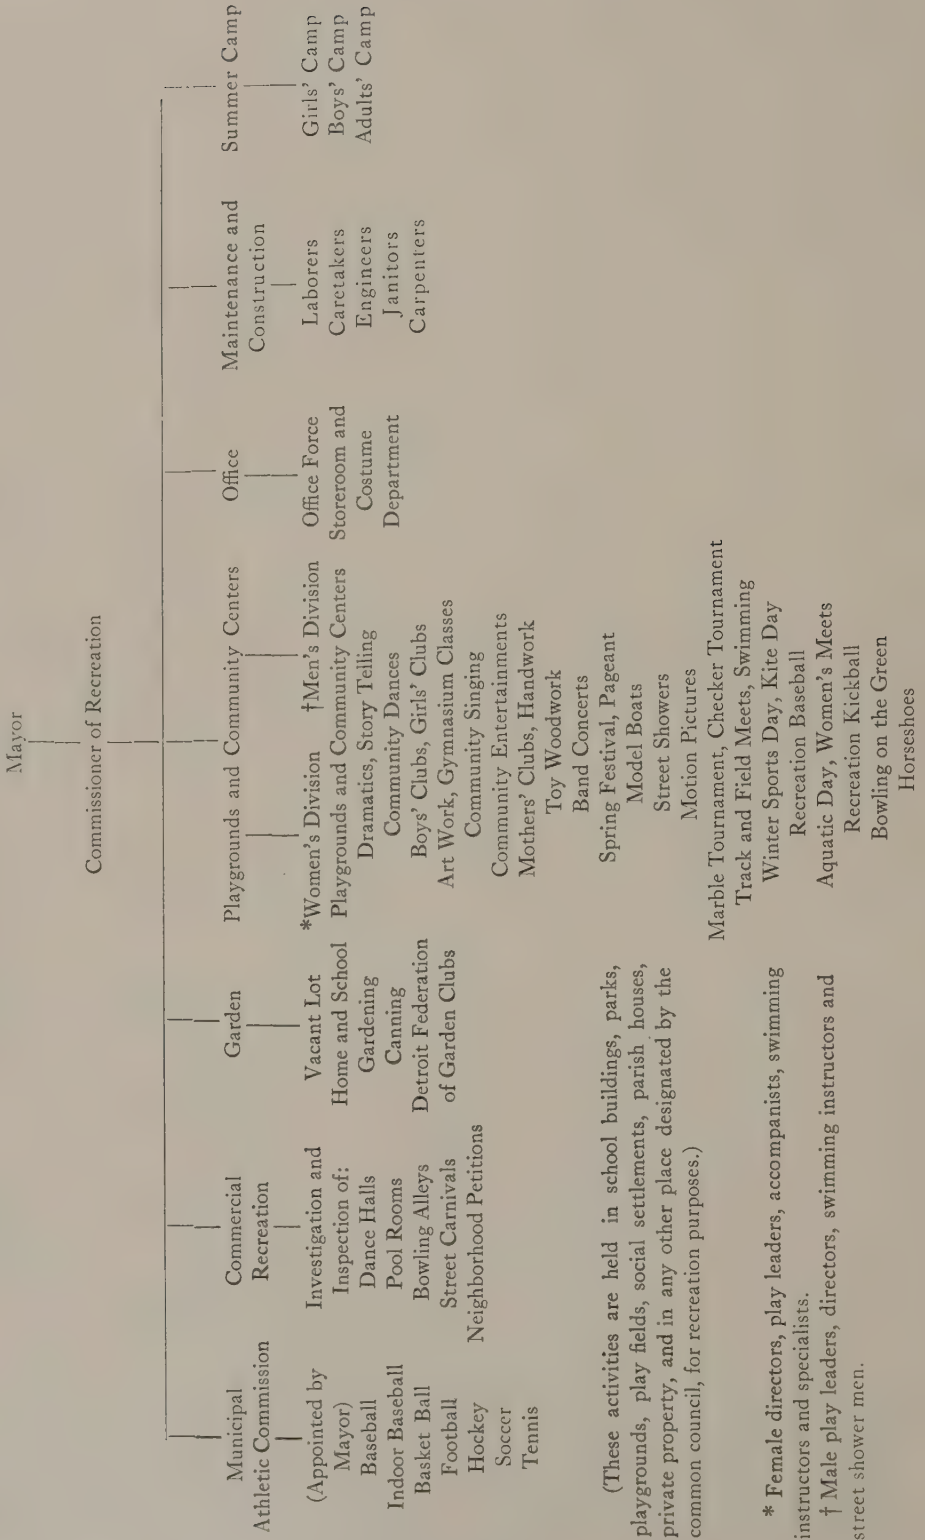 Mayor
Commissioner of Recreation
Municipal
Athletic Commission
(Appointed by
Mayor)
Baseball
Indoor Baseball
Basket Ball
Football
Hockey
Soccer
Tennis
Commercial
Recreation
Investigation and
Inspection of:
Dance Halls
Pool Rooms
Bowling Alleys
Street Carnivals
Neighborhood Petitions
Garden
Vacant Lot
Home and School
Gardening
Canning
Detroit Federation
of Garden Clubs
Playgrounds and Community Centers
*Women's Division †Men's Division
Playgrounds and Community Centers
Dramatics, Story Telling
Community Dances
Boys' Clubs, Girls' Clubs
Art Work, Gymnasium Classes
Community Singing
Community Entertainments
Mothers' Clubs, Handwork
Toy Woodwork
Band Concerts
Spring Festival, Pageant
Model Boats
Street Showers
Motion Pictures
Marble Tournament, Checker Tournament
Track and Field Meets, Swimming
Winter Sports Day, Kite Day
Recreation Baseball
Aquatic Day, Women's Meets
Recreation Kickball
Bowling on the Green
Horseshoes
Office
Office Force
Storeroom and
Costume
Department
Maintenance and
Construction
Laborers
Caretakers
Engineers
Janitors
Carpenters
Summer Camp
Girls' Camp
Boys' Camp
Adults' Camp
(These activities are held in school buildings, parks,
playgrounds, play fields, social settlements, parish houses,
private property, and in any other place designated by the
common council, for recreation purposes.)
* Female directors, play leaders, accompanists, swimming
instructors and specialists.
† Male play leaders, directors, swimming instructors and
street shower men.